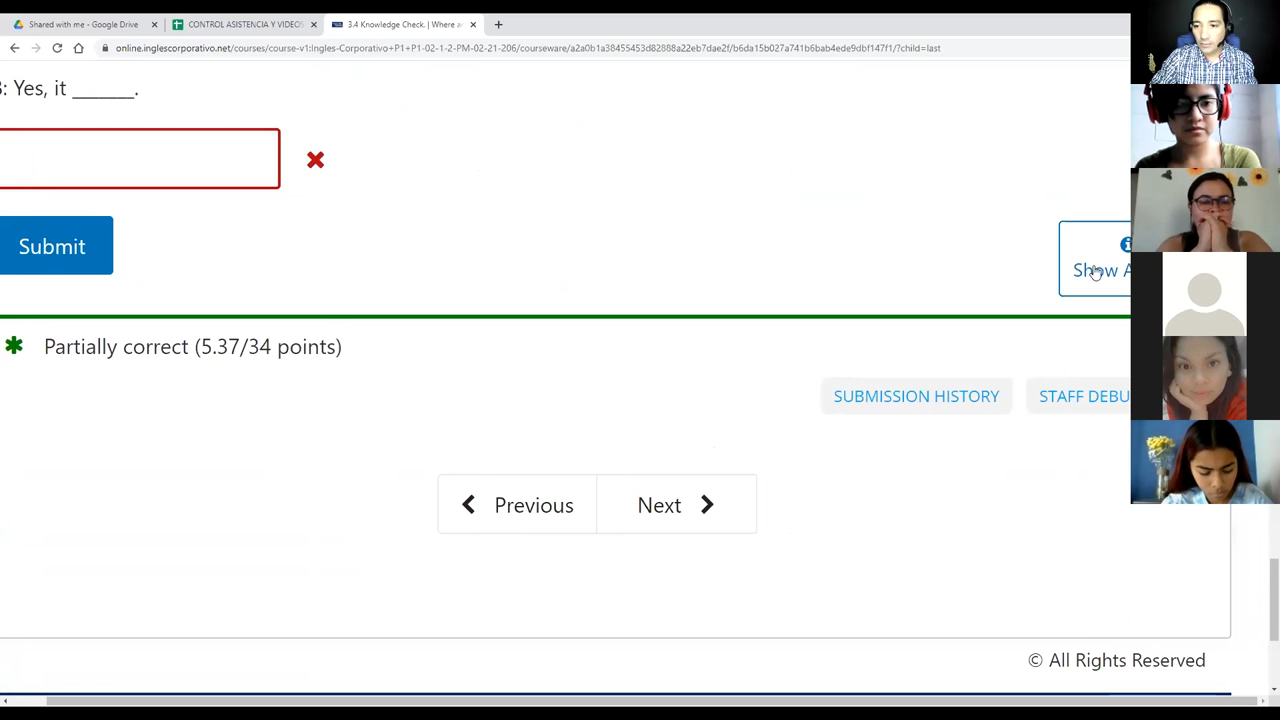 Shared with me - Google Drive
CONTROL ASISTENCIA Y VIDEOS
3.4 Knowledge Check. | Where a
online.inglescorporativo.net/courses/course-v1:Ingles-Corporativo+P1+P1-02-1-2-PM-02-21-206/courseware/a2a0b1a38455453d82888a22eb7dae2f/b6da15b027a741b6bab4ede9dbf147f1/?child=last
: Yes, it ______.
Submit
Show A
Partially correct (5.37/34 points)
SUBMISSION HISTORY
STAFF DEBU
Previous
Next
© All Rights Reserved